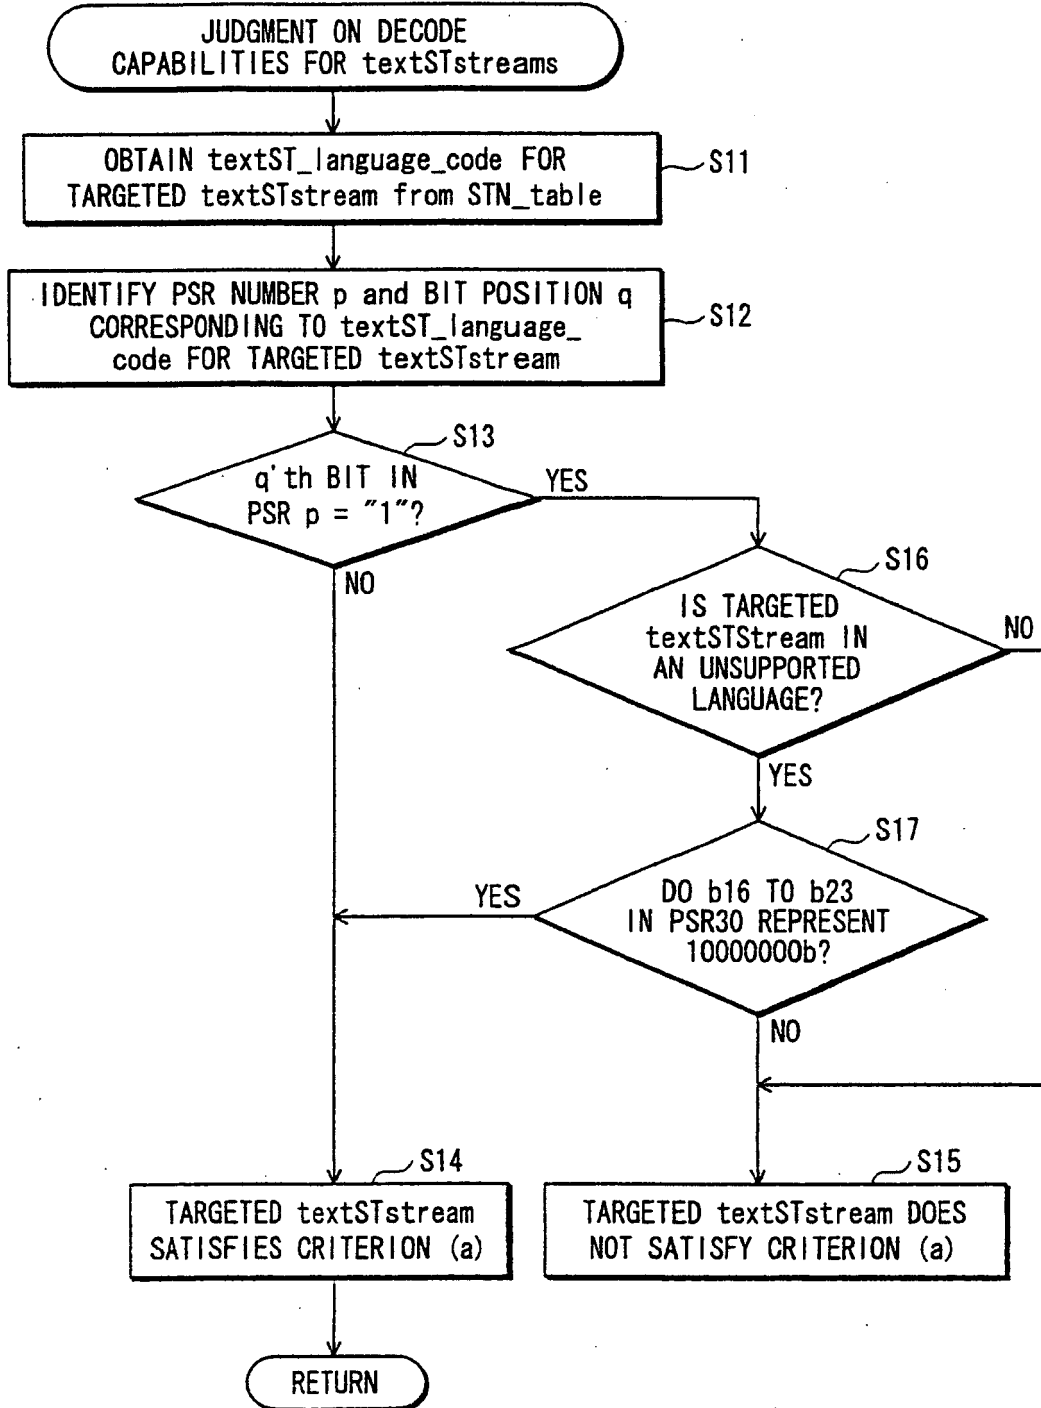 JUDGMENT ON DECODE
CAPABILITIES FOR textSTstreams
OBTAIN textST_language_code FOR
TARGETED textSTstream from STN_table
S11
IDENTIFY PSR NUMBER p and BIT POSITION q
CORRESPONDING TO textST_language_
code FOR TARGETED textSTstream
S12
S13
q'th BIT IN
PSR p = "1"?
YES
NO
S16
IS TARGETED
textSTStream IN
AN UNSUPPORTED
LANGUAGE?
NO
YES
S17
DO b16 TO b23
IN PSR30 REPRESENT
10000000b?
YES
NO
S14
TARGETED textSTstream
SATISFIES CRITERION (a)
S15
TARGETED textSTstream DOES
NOT SATISFY CRITERION (a)
RETURN